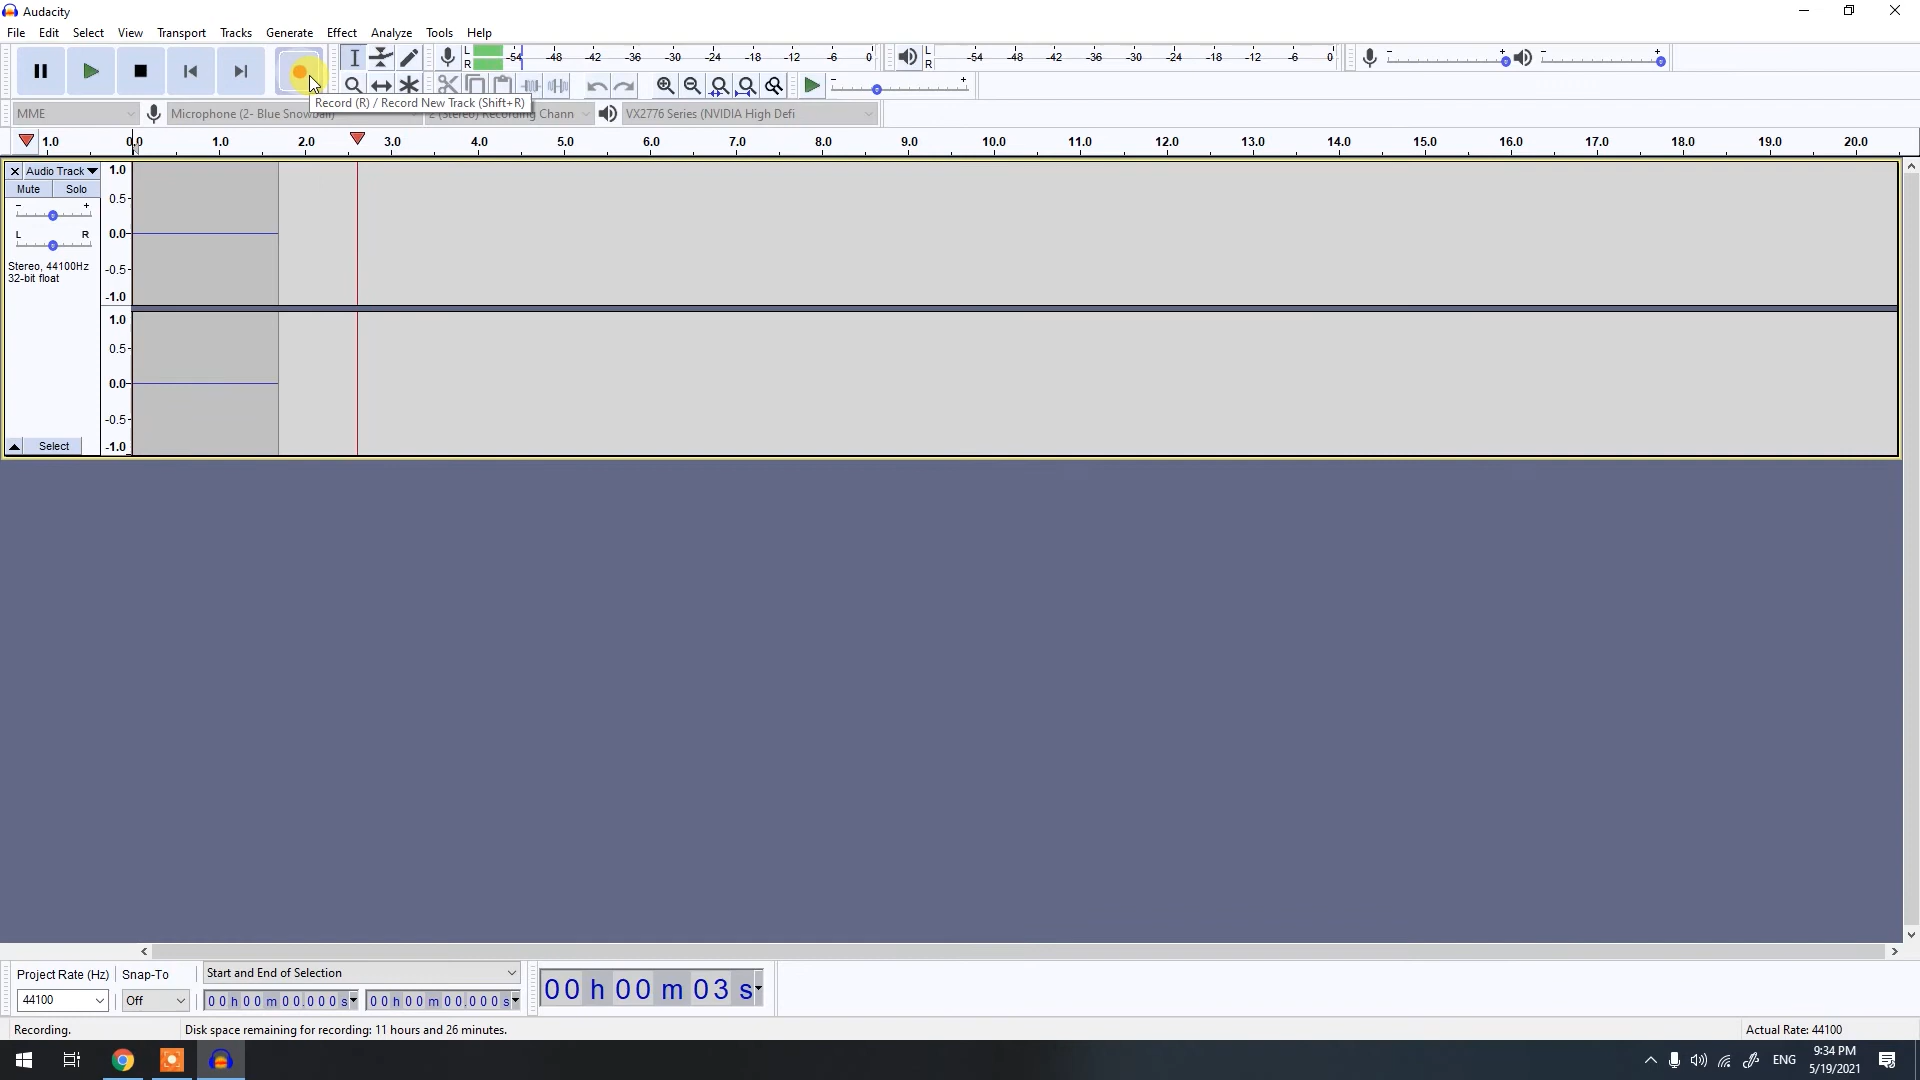 Audacity
File Edit Select View Transport Tracks Generate Effect Analyze Tools Help
L R -54 -48 -42 -36 -30 -24 -18 -12 -6 0
L R -54 -48 -42 -36 -30 -24 -18 -12 -6 0
- + - +
- +
Record (R) / Record New Track (Shift+R)
MME Microphone (2- Blue Snowball) 2 (Stereo) Recording Chann VX2776 Series (NVIDIA High Defi
1.0 0.0 1.0 2.0 3.0 4.0 5.0 6.0 7.0 8.0 9.0 10.0 11.0 12.0 13.0 14.0 15.0 16.0 17.0 18.0 19.0 20.0
Audio Track
Mute Solo
- +
L R
Stereo, 44100Hz
32-bit float
Select
1.0
0.5
0.0
-0.5
-1.0
1.0
0.5
0.0
-0.5
-1.0
Project Rate (Hz) Snap-To Start and End of Selection
44100 Off 00 h 00 m 00.000 s 00 h 00 m 00.000 s
00 h 00 m 03 s
Recording. Disk space remaining for recording: 11 hours and 26 minutes. Actual Rate: 44100
ENG 9:34 PM
5/19/2021